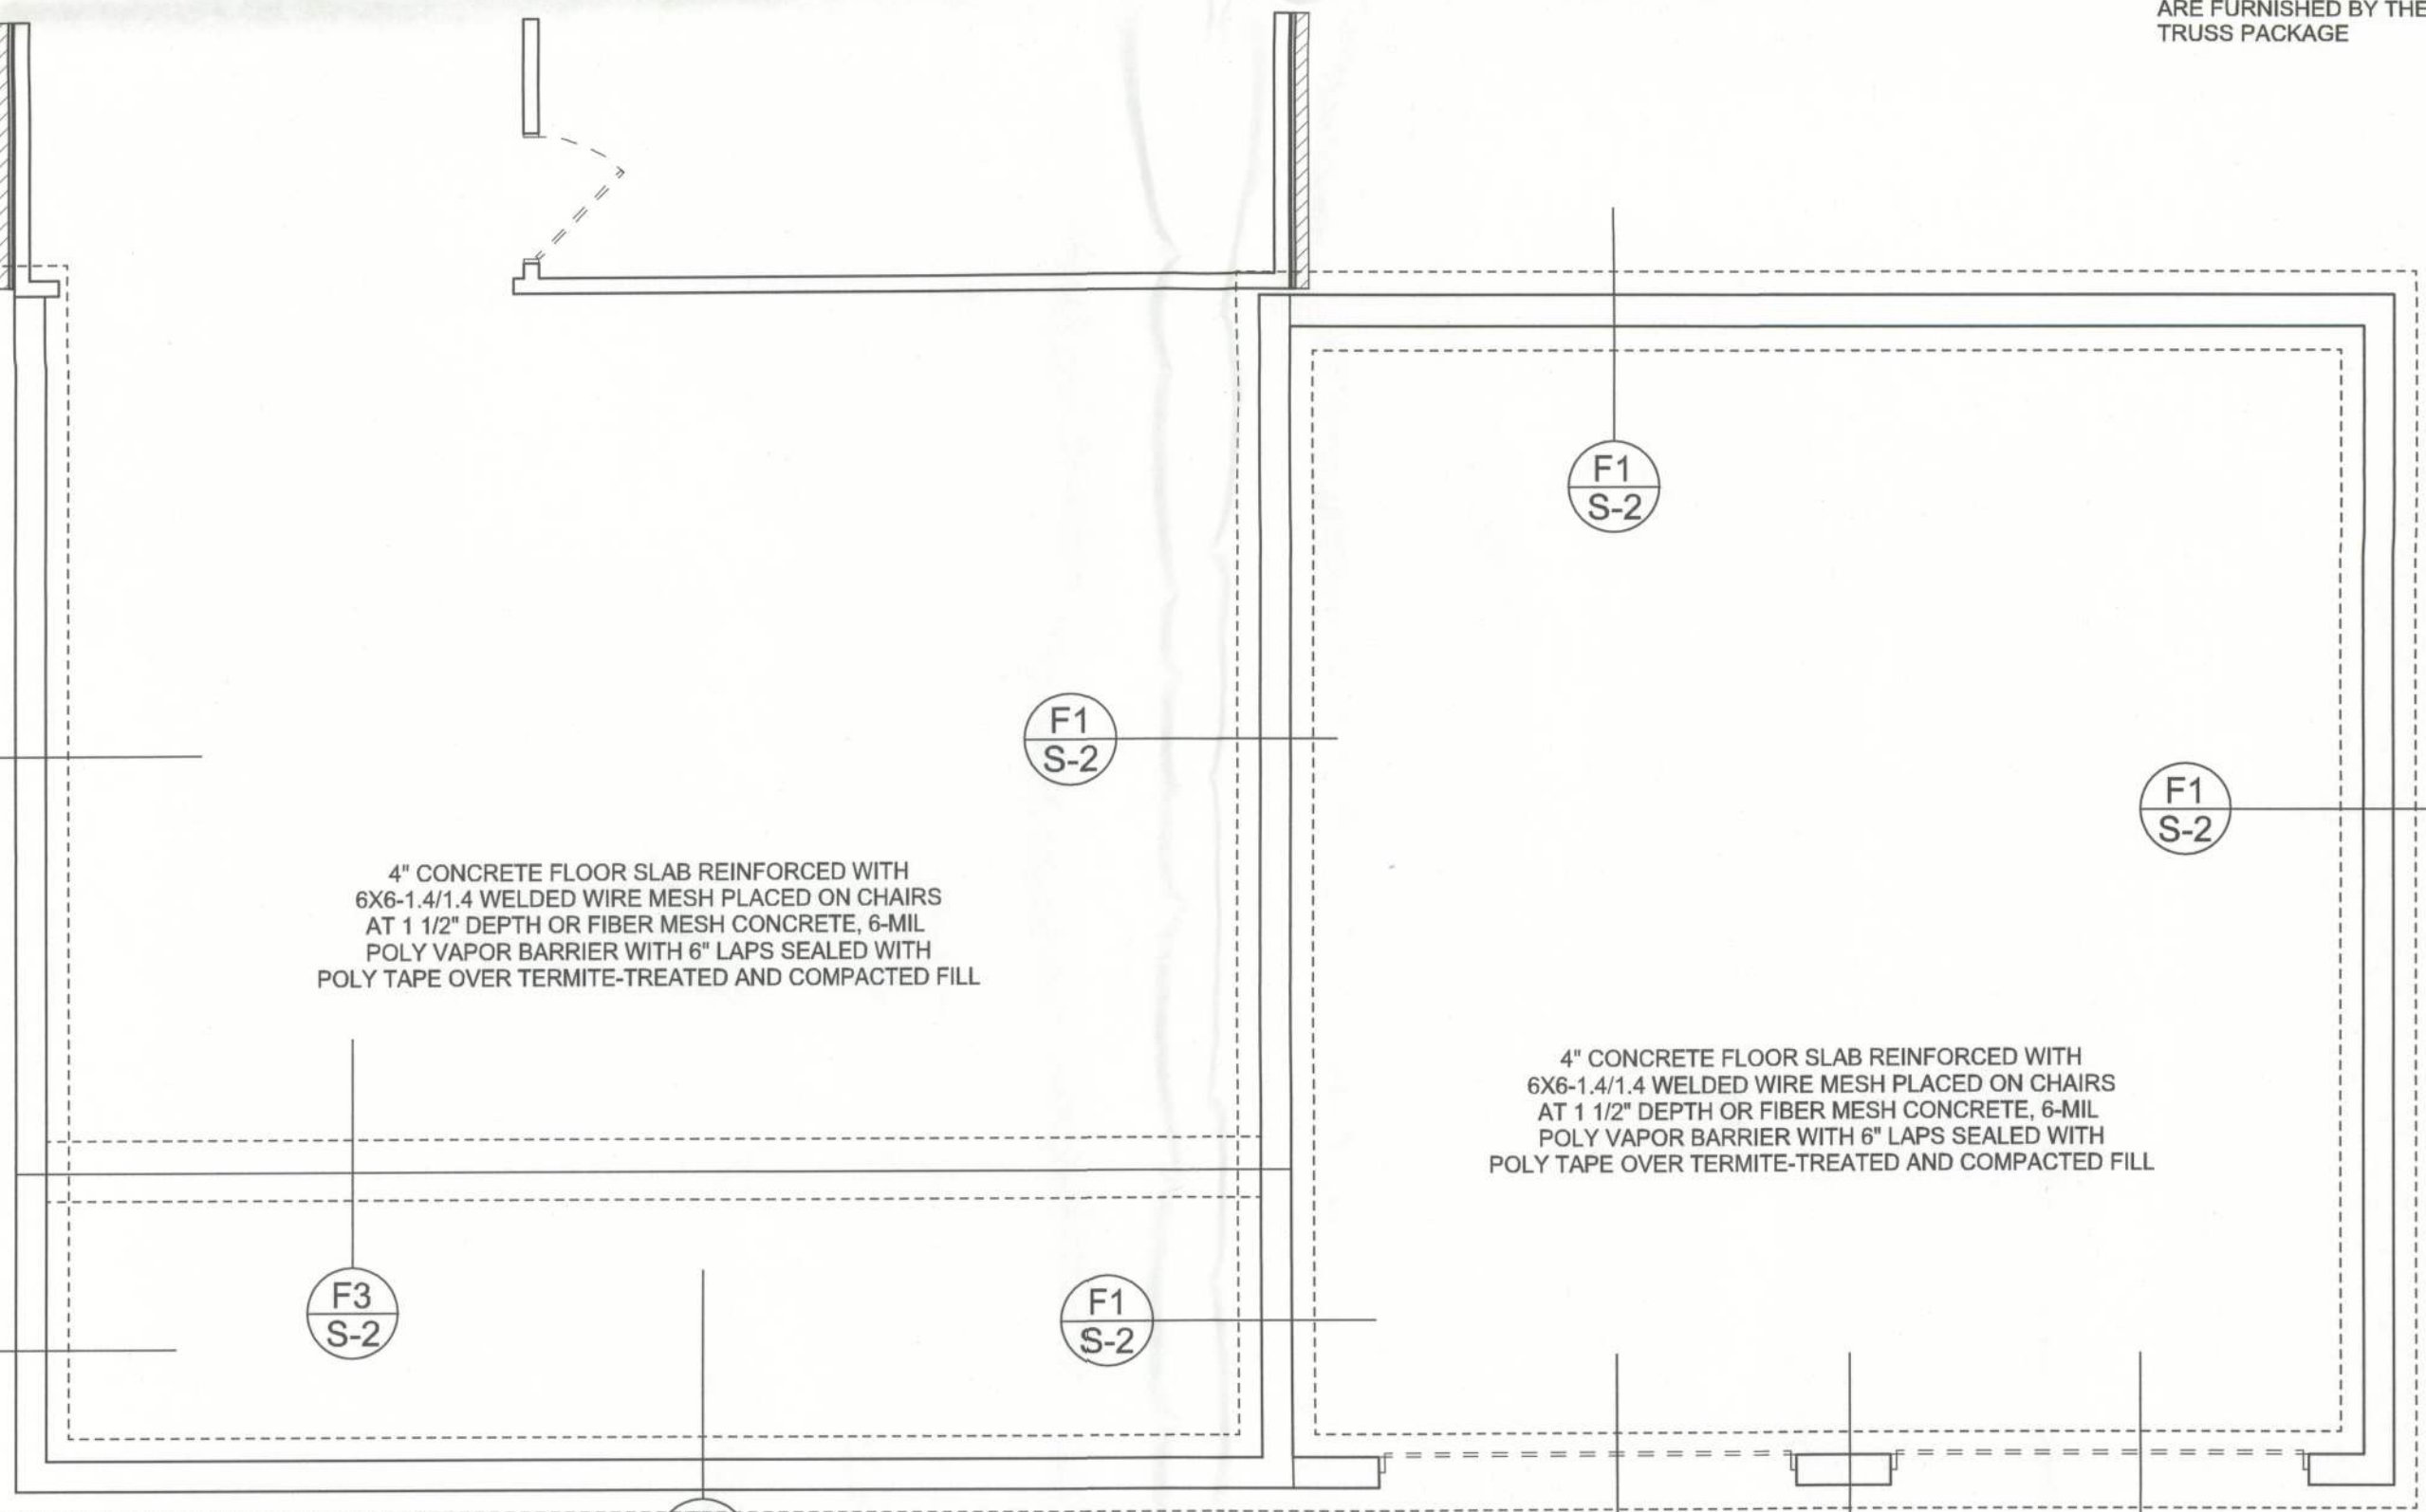 ARE FURNISHED BY THE
TRUSS PACKAGE
F1
S-2
F1
S-2
F1
S-2
4" CONCRETE FLOOR SLAB REINFORCED WITH
6X6-1.4/1.4 WELDED WIRE MESH PLACED ON CHAIRS
AT 1 1/2" DEPTH OR FIBER MESH CONCRETE, 6-MIL
POLY VAPOR BARRIER WITH 6" LAPS SEALED WITH
POLY TAPE OVER TERMITE-TREATED AND COMPACTED FILL
4" CONCRETE FLOOR SLAB REINFORCED WITH
6X6-1.4/1.4 WELDED WIRE MESH PLACED ON CHAIRS
AT 1 1/2" DEPTH OR FIBER MESH CONCRETE, 6-MIL
POLY VAPOR BARRIER WITH 6" LAPS SEALED WITH
POLY TAPE OVER TERMITE-TREATED AND COMPACTED FILL
F3
S-2
F1
S-2